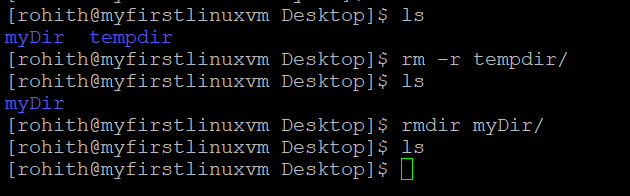 [rohith@myfirstlinuxvm Desktop]$ ls
myDir  tempdir
[rohith@myfirstlinuxvm Desktop]$ rm -r tempdir/
[rohith@myfirstlinuxvm Desktop]$ ls
myDir
[rohith@myfirstlinuxvm Desktop]$ rmdir myDir/
[rohith@myfirstlinuxvm Desktop]$ ls
[rohith@myfirstlinuxvm Desktop]$